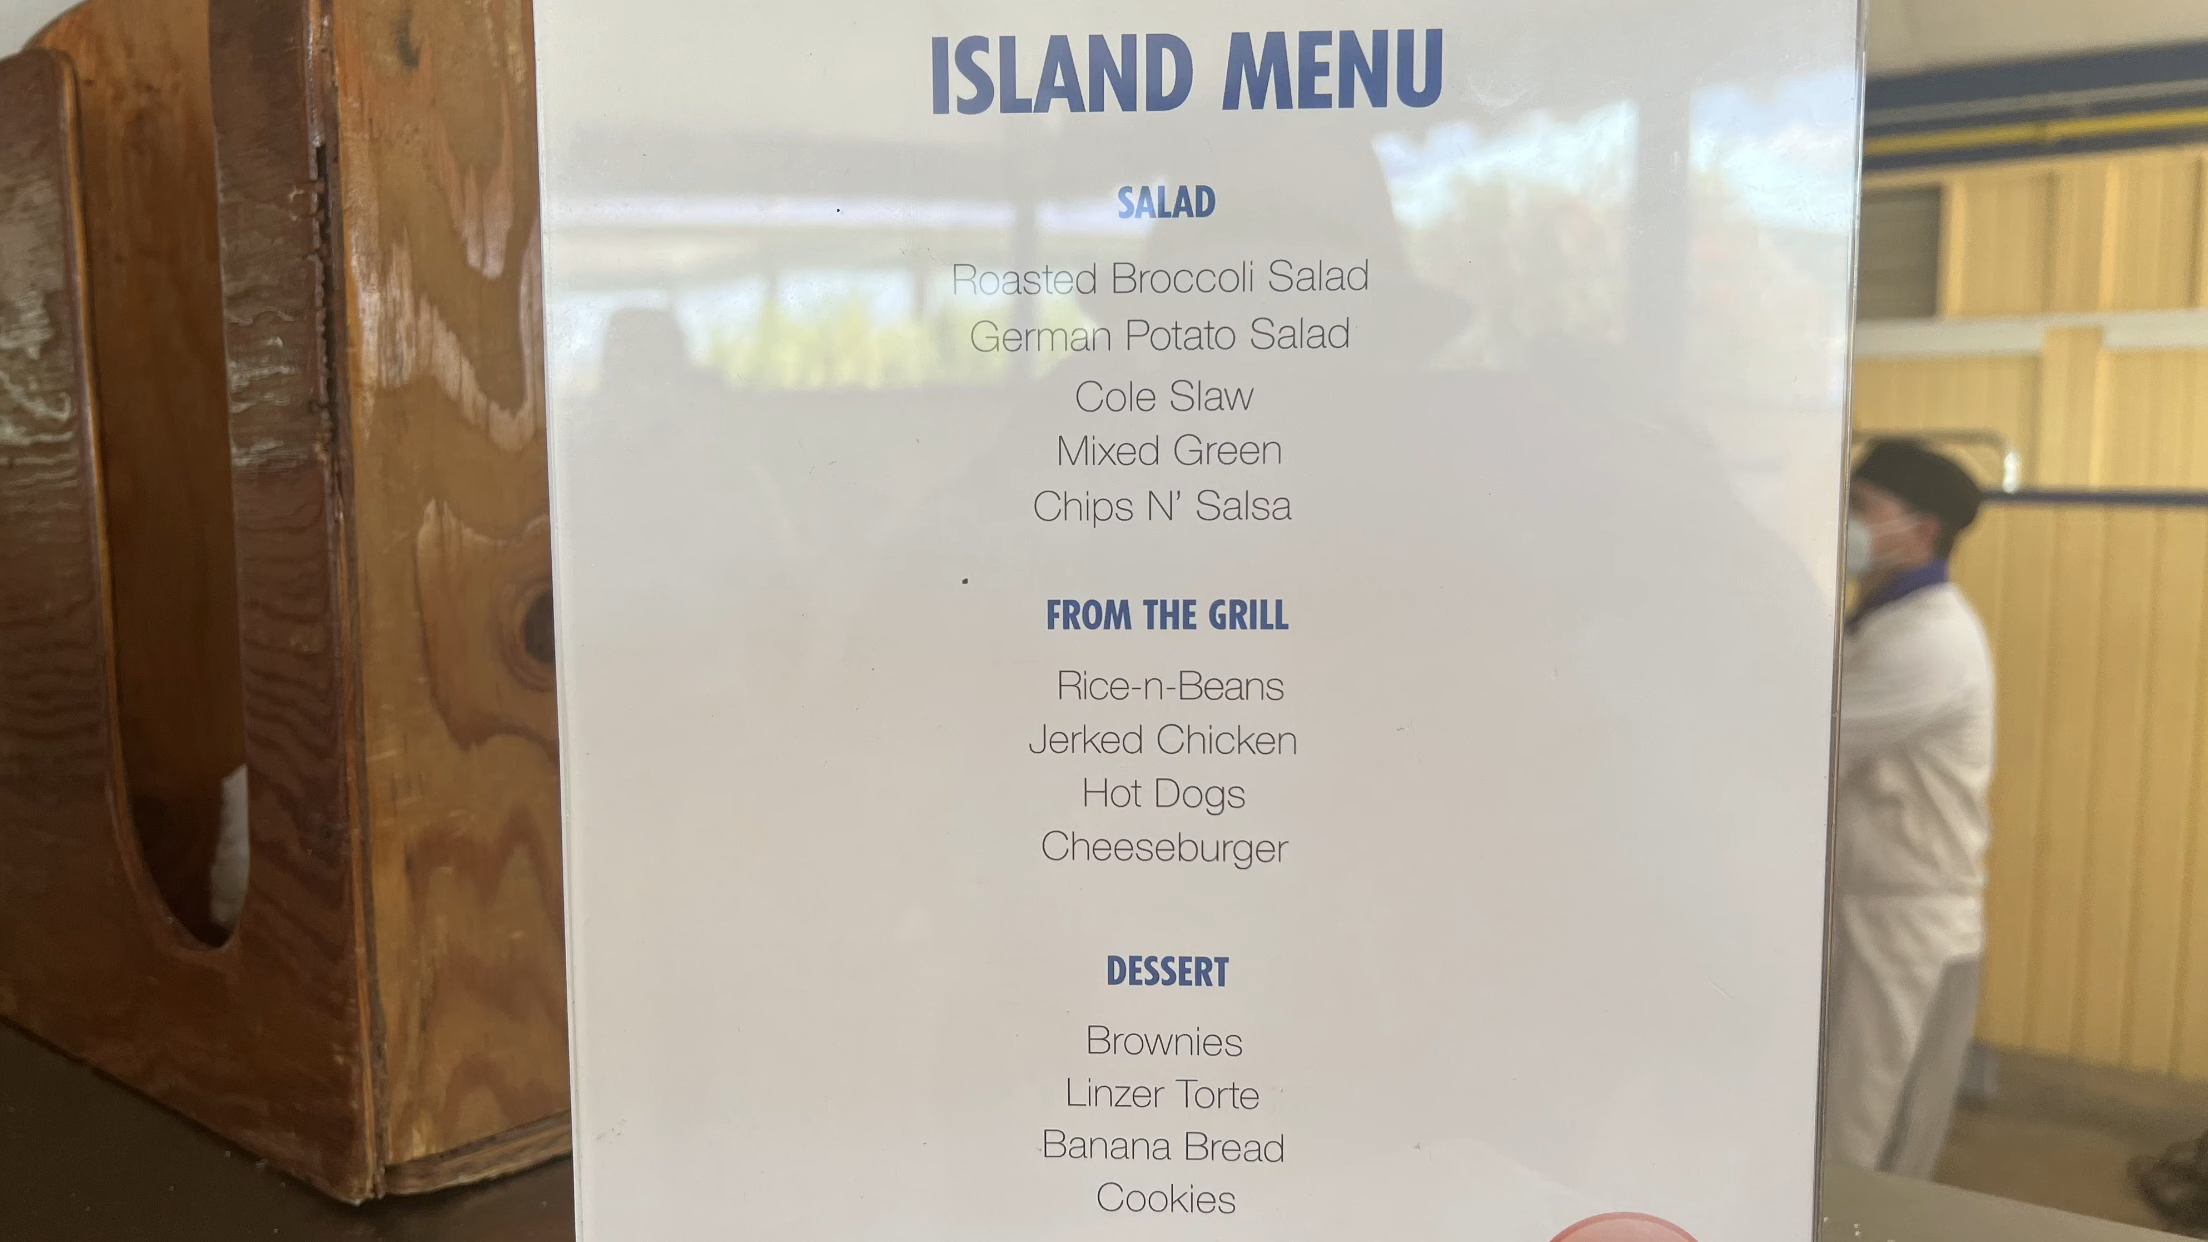 ISLAND MENU
SALAD
Roasted Broccoli Salad
German Potato Salad
Cole Slaw
Mixed Green
Chips N' Salsa
FROM THE GRILL
Rice-n-Beans
Jerked Chicken
Hot Dogs
Cheeseburger
DESSERT
Brownies
Linzer Torte
Banana Bread
Cookies